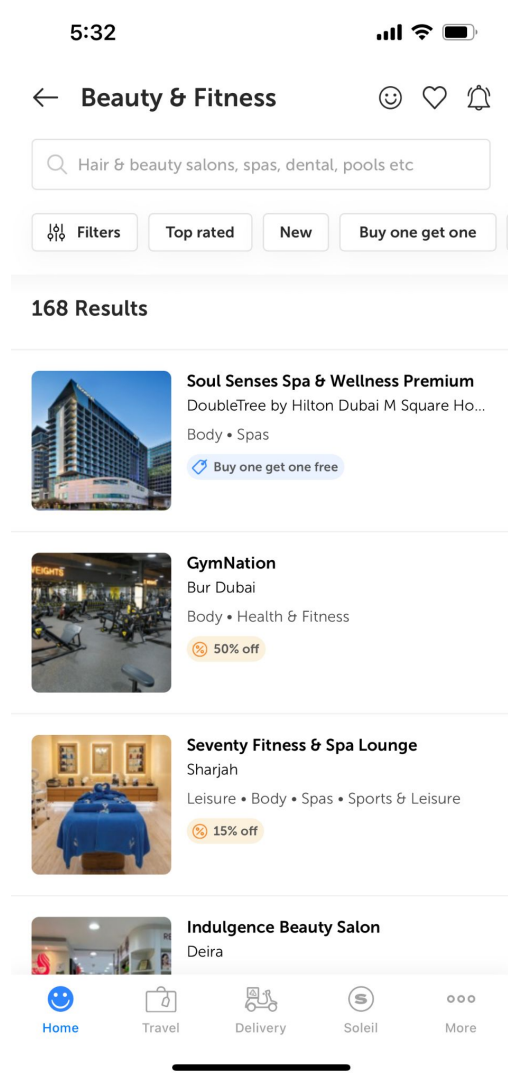 5:32
Beauty & Fitness
Hair & beauty salons, spas, dental, pools etc
Filters
Top rated
New
Buy one get one
168 Results
Soul Senses Spa & Wellness Premium
DoubleTree by Hilton Dubai M Square Ho...
Body • Spas
Buy one get one free
WEIGHTS
GymNation
Bur Dubai
Body • Health & Fitness
50% off
Seventy Fitness & Spa Lounge
Sharjah
Leisure • Body • Spas • Sports & Leisure
15% off
Indulgence Beauty Salon
Deira
Home
Travel
Delivery
S
Soleil
More